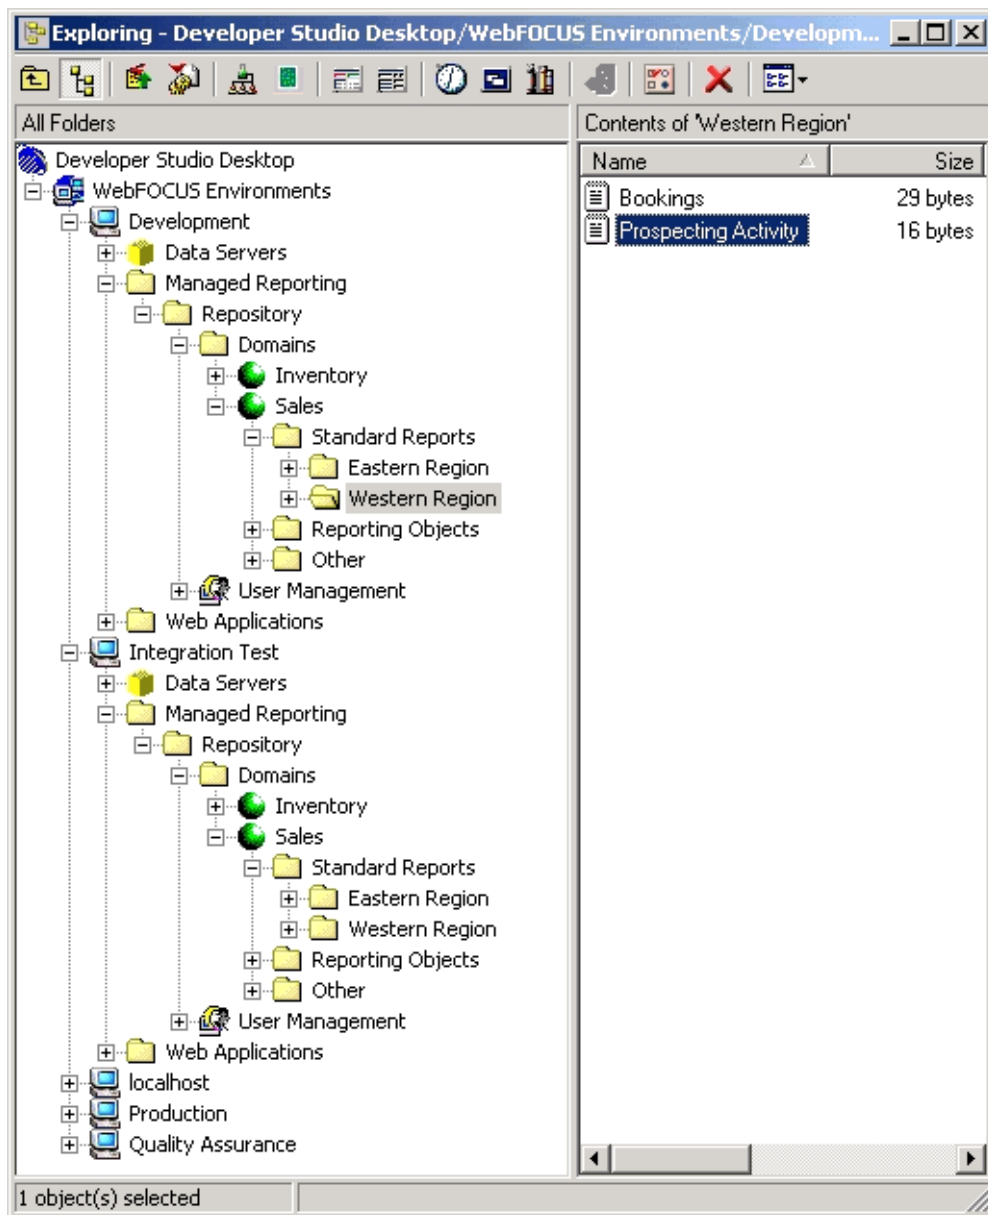 Exploring - Developer Studio Desktop/WebFOCUS Environments/Developm...
All Folders
Developer Studio Desktop
WebFOCUS Environments
Development
Data Servers
Managed Reporting
Repository
Domains
Inventory
Sales
Standard Reports
Eastern Region
Western Region
Reporting Objects
Other
User Management
Web Applications
Integration Test
Data Servers
Managed Reporting
Repository
Domains
Inventory
Sales
Standard Reports
Eastern Region
Western Region
Reporting Objects
Other
User Management
Web Applications
localhost
Production
Quality Assurance
Contents of 'Western Region'
Name Size
Bookings 29 bytes
Prospecting Activity 16 bytes
1 object(s) selected